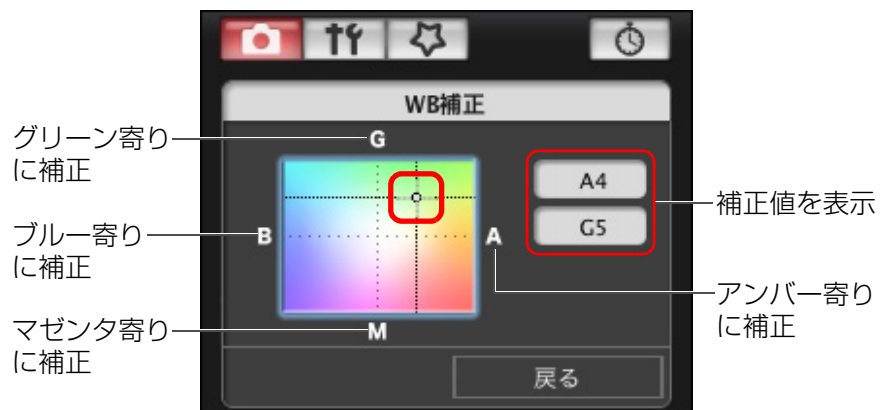 WB補正
グリーン寄り
に補正
G
A4
補正値を表示
ブルー寄り
に補正
B
A
G5
アンバー寄り
に補正
マゼンタ寄り
に補正
M
戻る